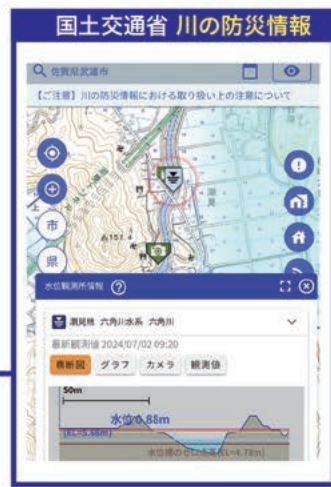 国土交通省 川の防災情報
佐賀県武雄市
【ご注意】川の防災情報における取り扱い上の注意について
市
県
潮見
151
水位観測所情報 ?
潮見橋 六角川水系 六角川
最新観測値 2024/07/02 09:20
横断図 グラフ カメラ 観測値
50m
水位0.88m